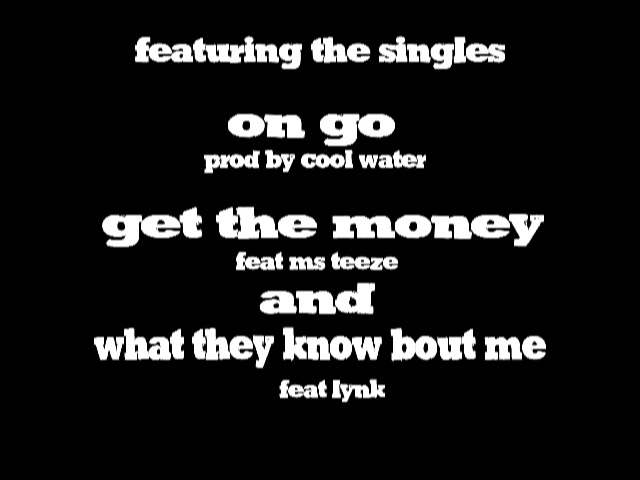 featuring the singles
on go
prod by cool water
get the money
feat ms teeze
and
what they know bout me
feat lynk